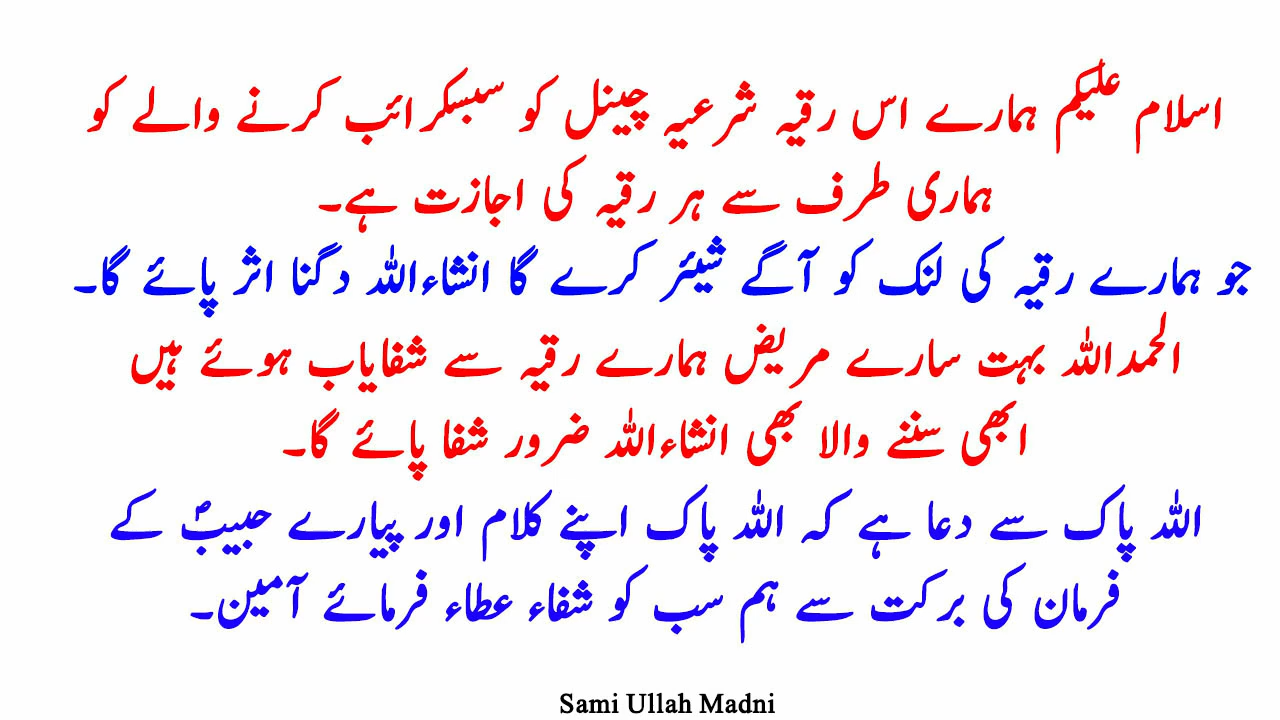 اسلام علیکم ہمارے اس رقیہ شرعیہ چینل کو سبسکرائب کرنے والے کو
ہماری طرف سے ہر رقیہ کی اجازت ہے۔
جو ہمارے رقیہ کی لنک کو آگے شیئر کرے گا انشاءاللہ دگنا اثر پائے گا۔
الحمداللہ بہت سارے مریض ہمارے رقیہ سے شفایاب ہوئے ہیں
ابھی سننے والا بھی انشاءاللہ ضرور شفا پائے گا۔
اللہ پاک سے دعا ہے کہ اللہ پاک اپنے کلام اور پیارے حبیبؐ کے
فرمان کی برکت سے ہم سب کو شفاء عطاء فرمائے آمین۔
Sami Ullah Madni